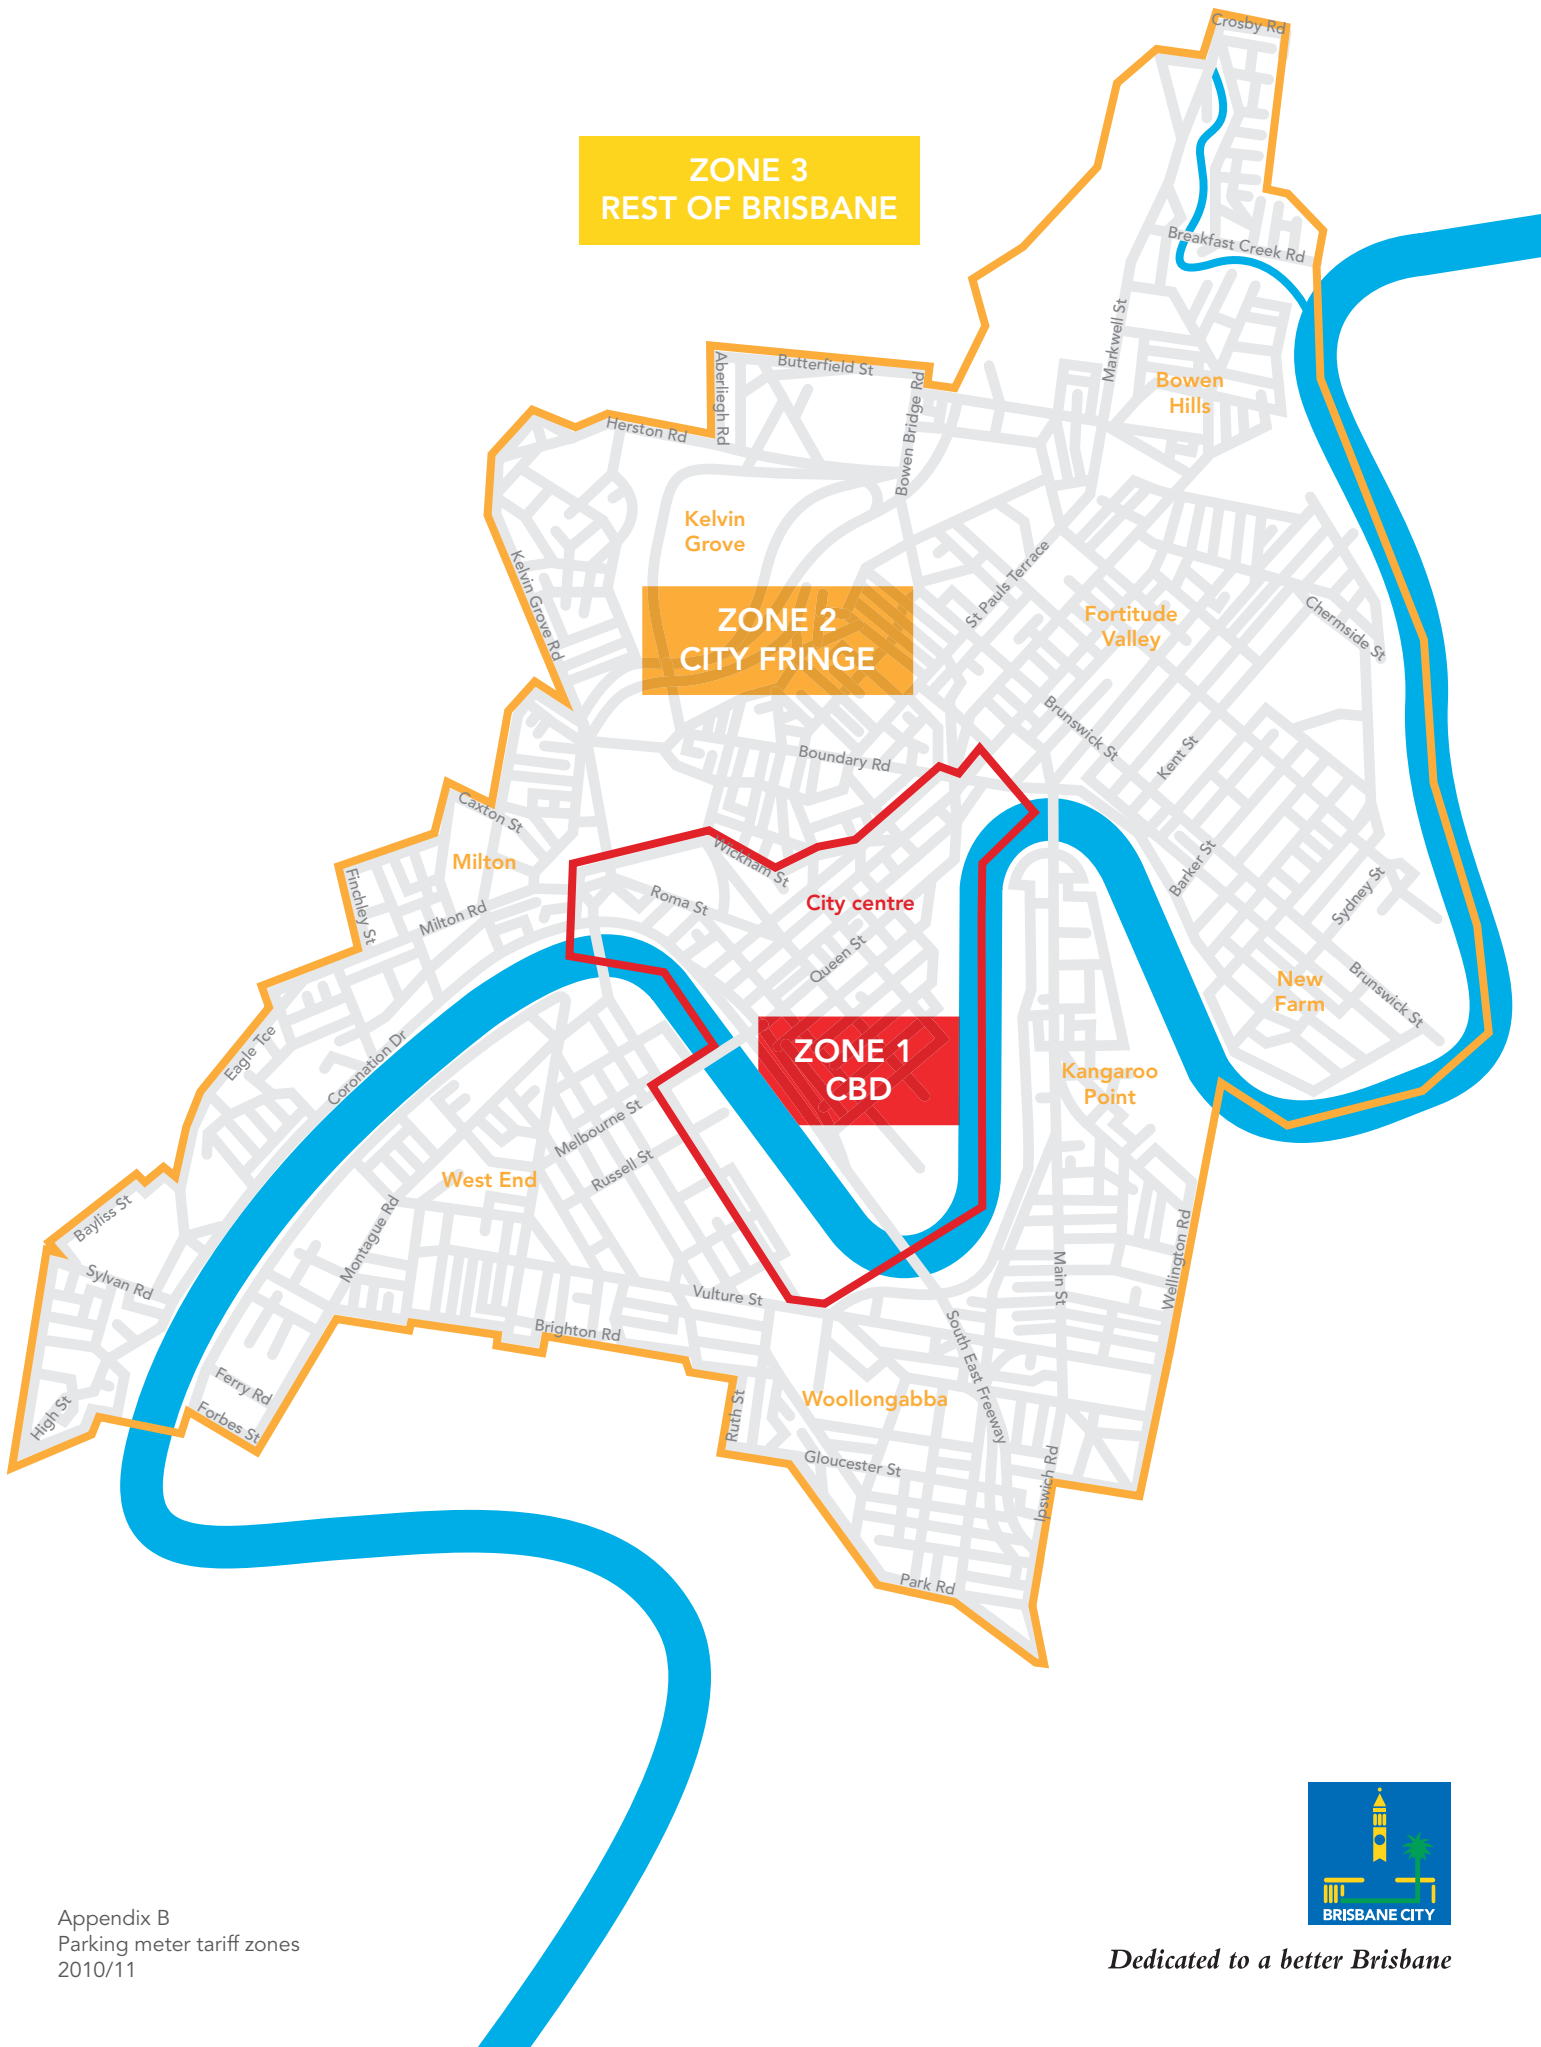 Crosby Rd
ZONE 3
REST OF BRISBANE
Breakfast Creek Rd
Markwell St
Butterfield St
Aberliegh Rd
Bowen Bridge Rd
Bowen
Hills
Herston Rd
Kelvin
Grove
Kelvin Grove Rd
St Pauls Terrace
ZONE 2
CITY FRINGE
Fortitude
Valley
Chermside St
Brunswick St
Kent St
Boundary Rd
Caxton St
Milton
Wickham St
Barker St
Finchley St
Milton Rd
Roma St
City centre
Sydney St
Queen St
New
Farm
Brunswick St
Eagle Tce
Coronation Dr
ZONE 1
CBD
Kangaroo
Point
Melbourne St
Russell St
West End
Bayliss St
Montague Rd
Sylvan Rd
Wellington Rd
Main St
Vulture St
Brighton Rd
South East Freeway
Ferry Rd
Forbes St
High St
Ruth St
Woollongabba
Gloucester St
Ipswich Rd
Park Rd
BRISBANE CITY
Dedicated to a better Brisbane
Appendix B
Parking meter tariff zones
2010/11